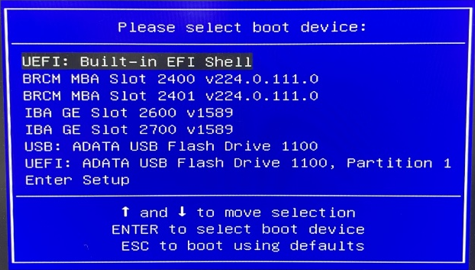 Please select boot device:
UEFI: Built-in EFI Shell
BRCM MBA Slot 2400 v224.0.111.0
BRCM MBA Slot 2401 v224.0.111.0
IBA GE Slot 2600 v1589
IBA GE Slot 2700 v1589
USB: ADATA USB Flash Drive 1100
UEFI: ADATA USB Flash Drive 1100, Partition 1
Enter Setup
↑ and ↓ to move selection
ENTER to select boot device
ESC to boot using defaults